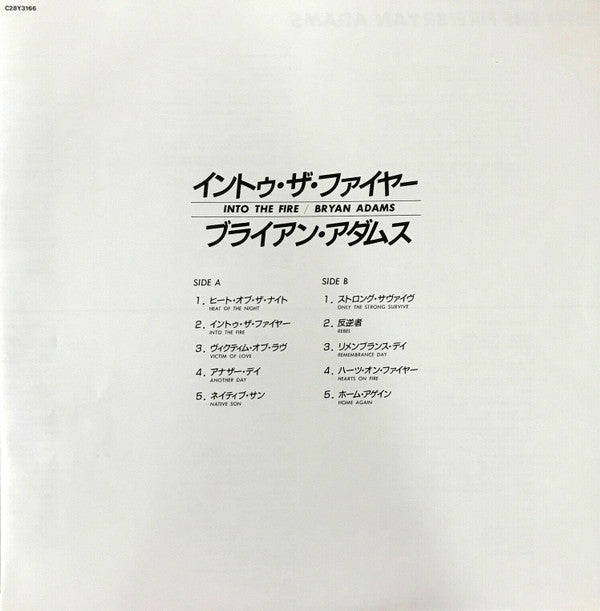 C28Y3166
イントゥ・ザ・ファイヤー
INTO THE FIRE / BRYAN ADAMS
ブライアン・アダムス
SIDE A
1. ヒート・オブ・ザ・ナイト
HEAT OF THE NIGHT
2. イントゥ・ザ・ファイヤー
INTO THE FIRE
3. ヴィクティム・オブ・ラヴ
VICTIM OF LOVE
4. アナザー・デイ
ANOTHER DAY
5. ネイティブ・サン
NATIVE SON
SIDE B
1. ストロング・サヴァイヴ
ONLY THE STRONG SURVIVE
2. 反逆者
REBEL
3. リメンブランス・デイ
REMEMBRANCE DAY
4. ハーツ・オン・ファイヤー
HEARTS ON FIRE
5. ホーム・アゲイン
HOME AGAIN